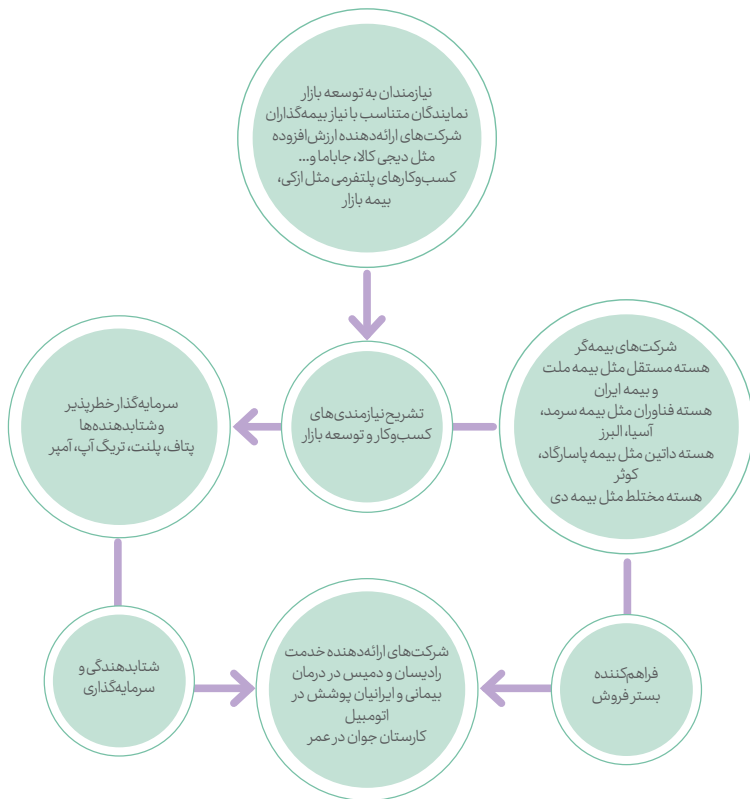 نیازمندان به توسعه بازار
نمایندگان متناسب با نیاز بیمه‌گذاران
شرکت‌های ارائه‌دهنده ارزش‌افزوده
مثل دیجی کالا، جاباما و...
کسب‌وکارهای پلتفرمی مثل ازکی،
بیمه بازار
شرکت‌های بیمه‌گر
هسته مستقل مثل بیمه ملت
و بیمه ایران
هسته فناوران مثل بیمه سرمد،
آسیا، البرز
هسته داتین مثل بیمه پاسارگاد،
کوثر
هسته مختلط مثل بیمه دی
تشریح نیازمندی‌های
کسب‌وکار و توسعه بازار
سرمایه‌گذار خطرپذیر
و شتابدهنده‌ها
پتاف، پلنت، تریگ آپ، آمپر
فراهم‌کننده
بستر فروش
شرکت‌های ارائه‌دهنده خدمت
رادیسان و دمیس در درمان
بیمانی و ایرانیان پوشش در
اتومبیل
کارستان جوان در عمر
شتابدهندگی و
سرمایه‌گذاری